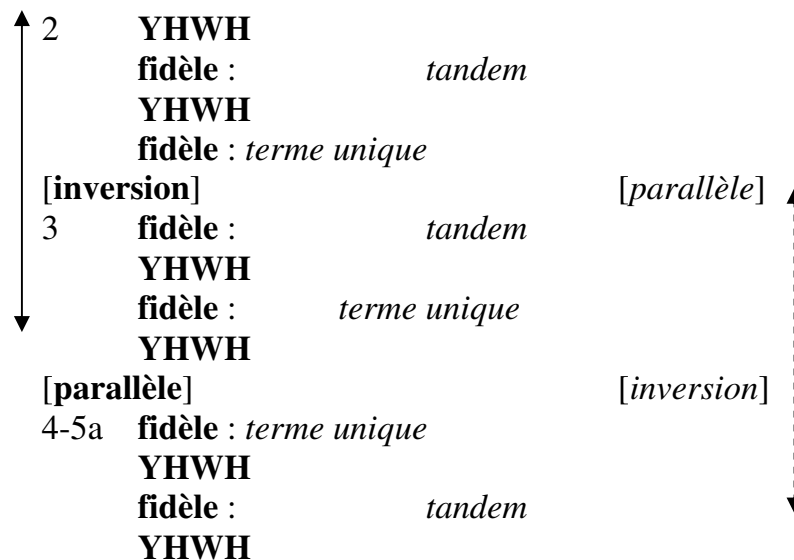 2 YHWH
fidèle : tandem
YHWH
fidèle : terme unique
[inversion] [parallèle]
3 fidèle : tandem
YHWH
fidèle : terme unique
YHWH
[parallèle] [inversion]
4-5a fidèle : terme unique
YHWH
fidèle : tandem
YHWH